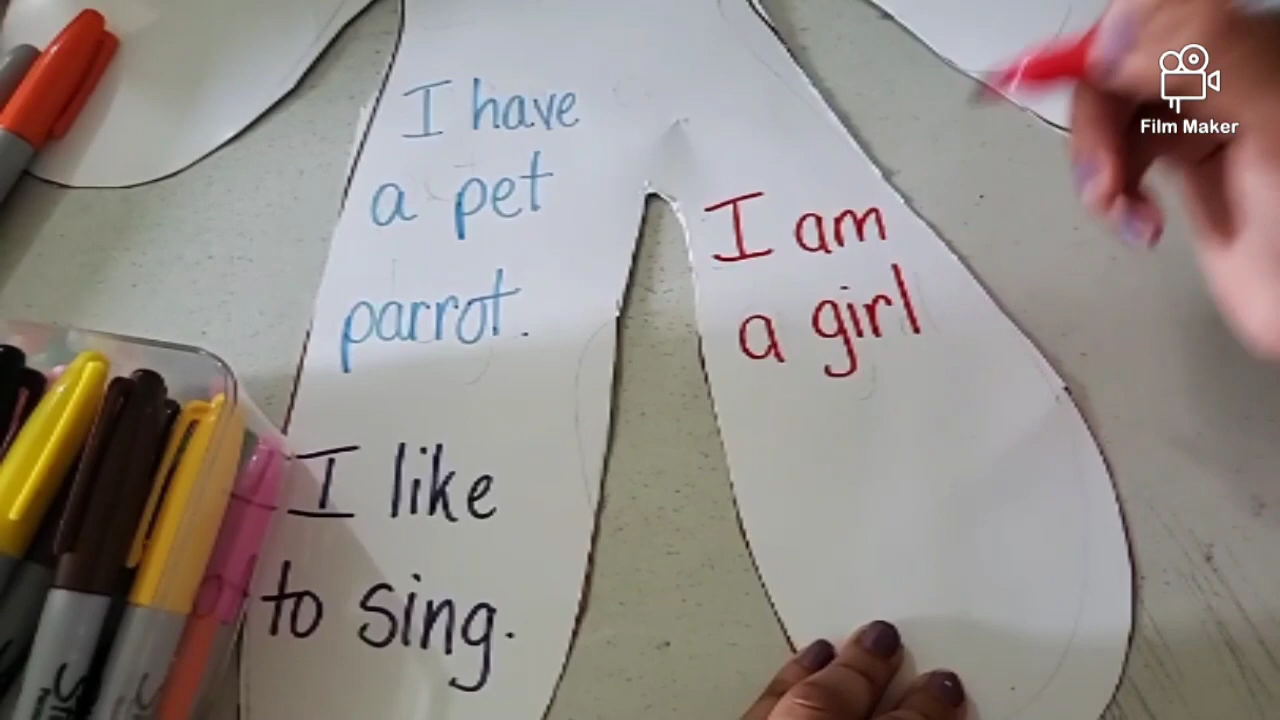 I have
a pet
parrot.
I like
to sing.
I am
a girl
Film Maker